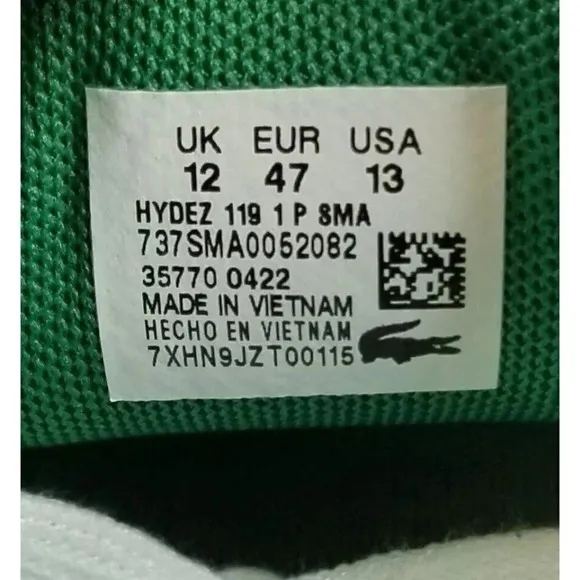 UK EUR USA
12 47 13
HYDEZ 119 1 P SMA
737SMA0052082
35770 0422
MADE IN VIETNAM
HECHO EN VIETNAM
7XHN9JZT00115